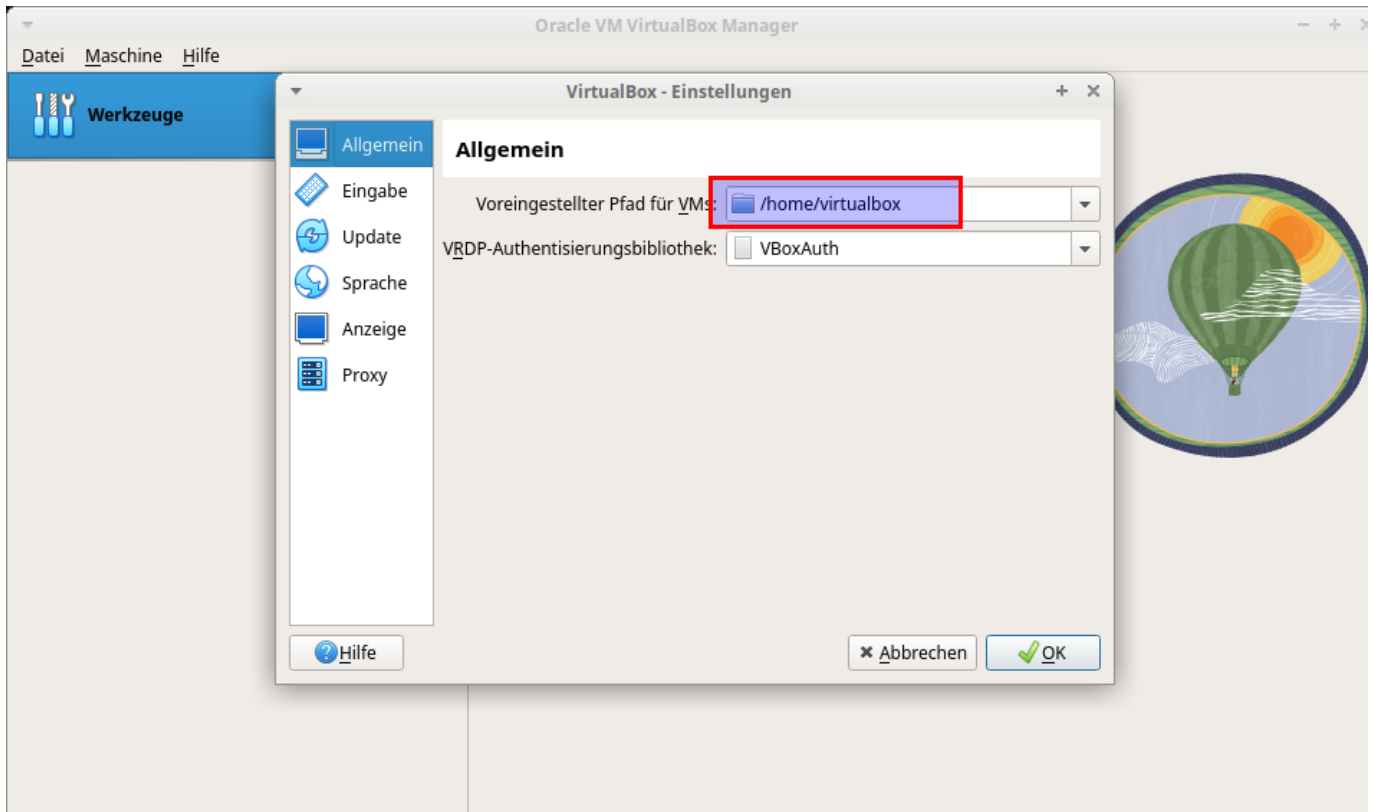 Oracle VM VirtualBox Manager
Datei Maschine Hilfe
Werkzeuge
VirtualBox - Einstellungen
Allgemein
Eingabe
Update
Sprache
Anzeige
Proxy
Allgemein
Voreingestellter Pfad für VMs: /home/virtualbox
VRDP-Authentisierungsbibliothek: VBoxAuth
Hilfe
Abbrechen OK